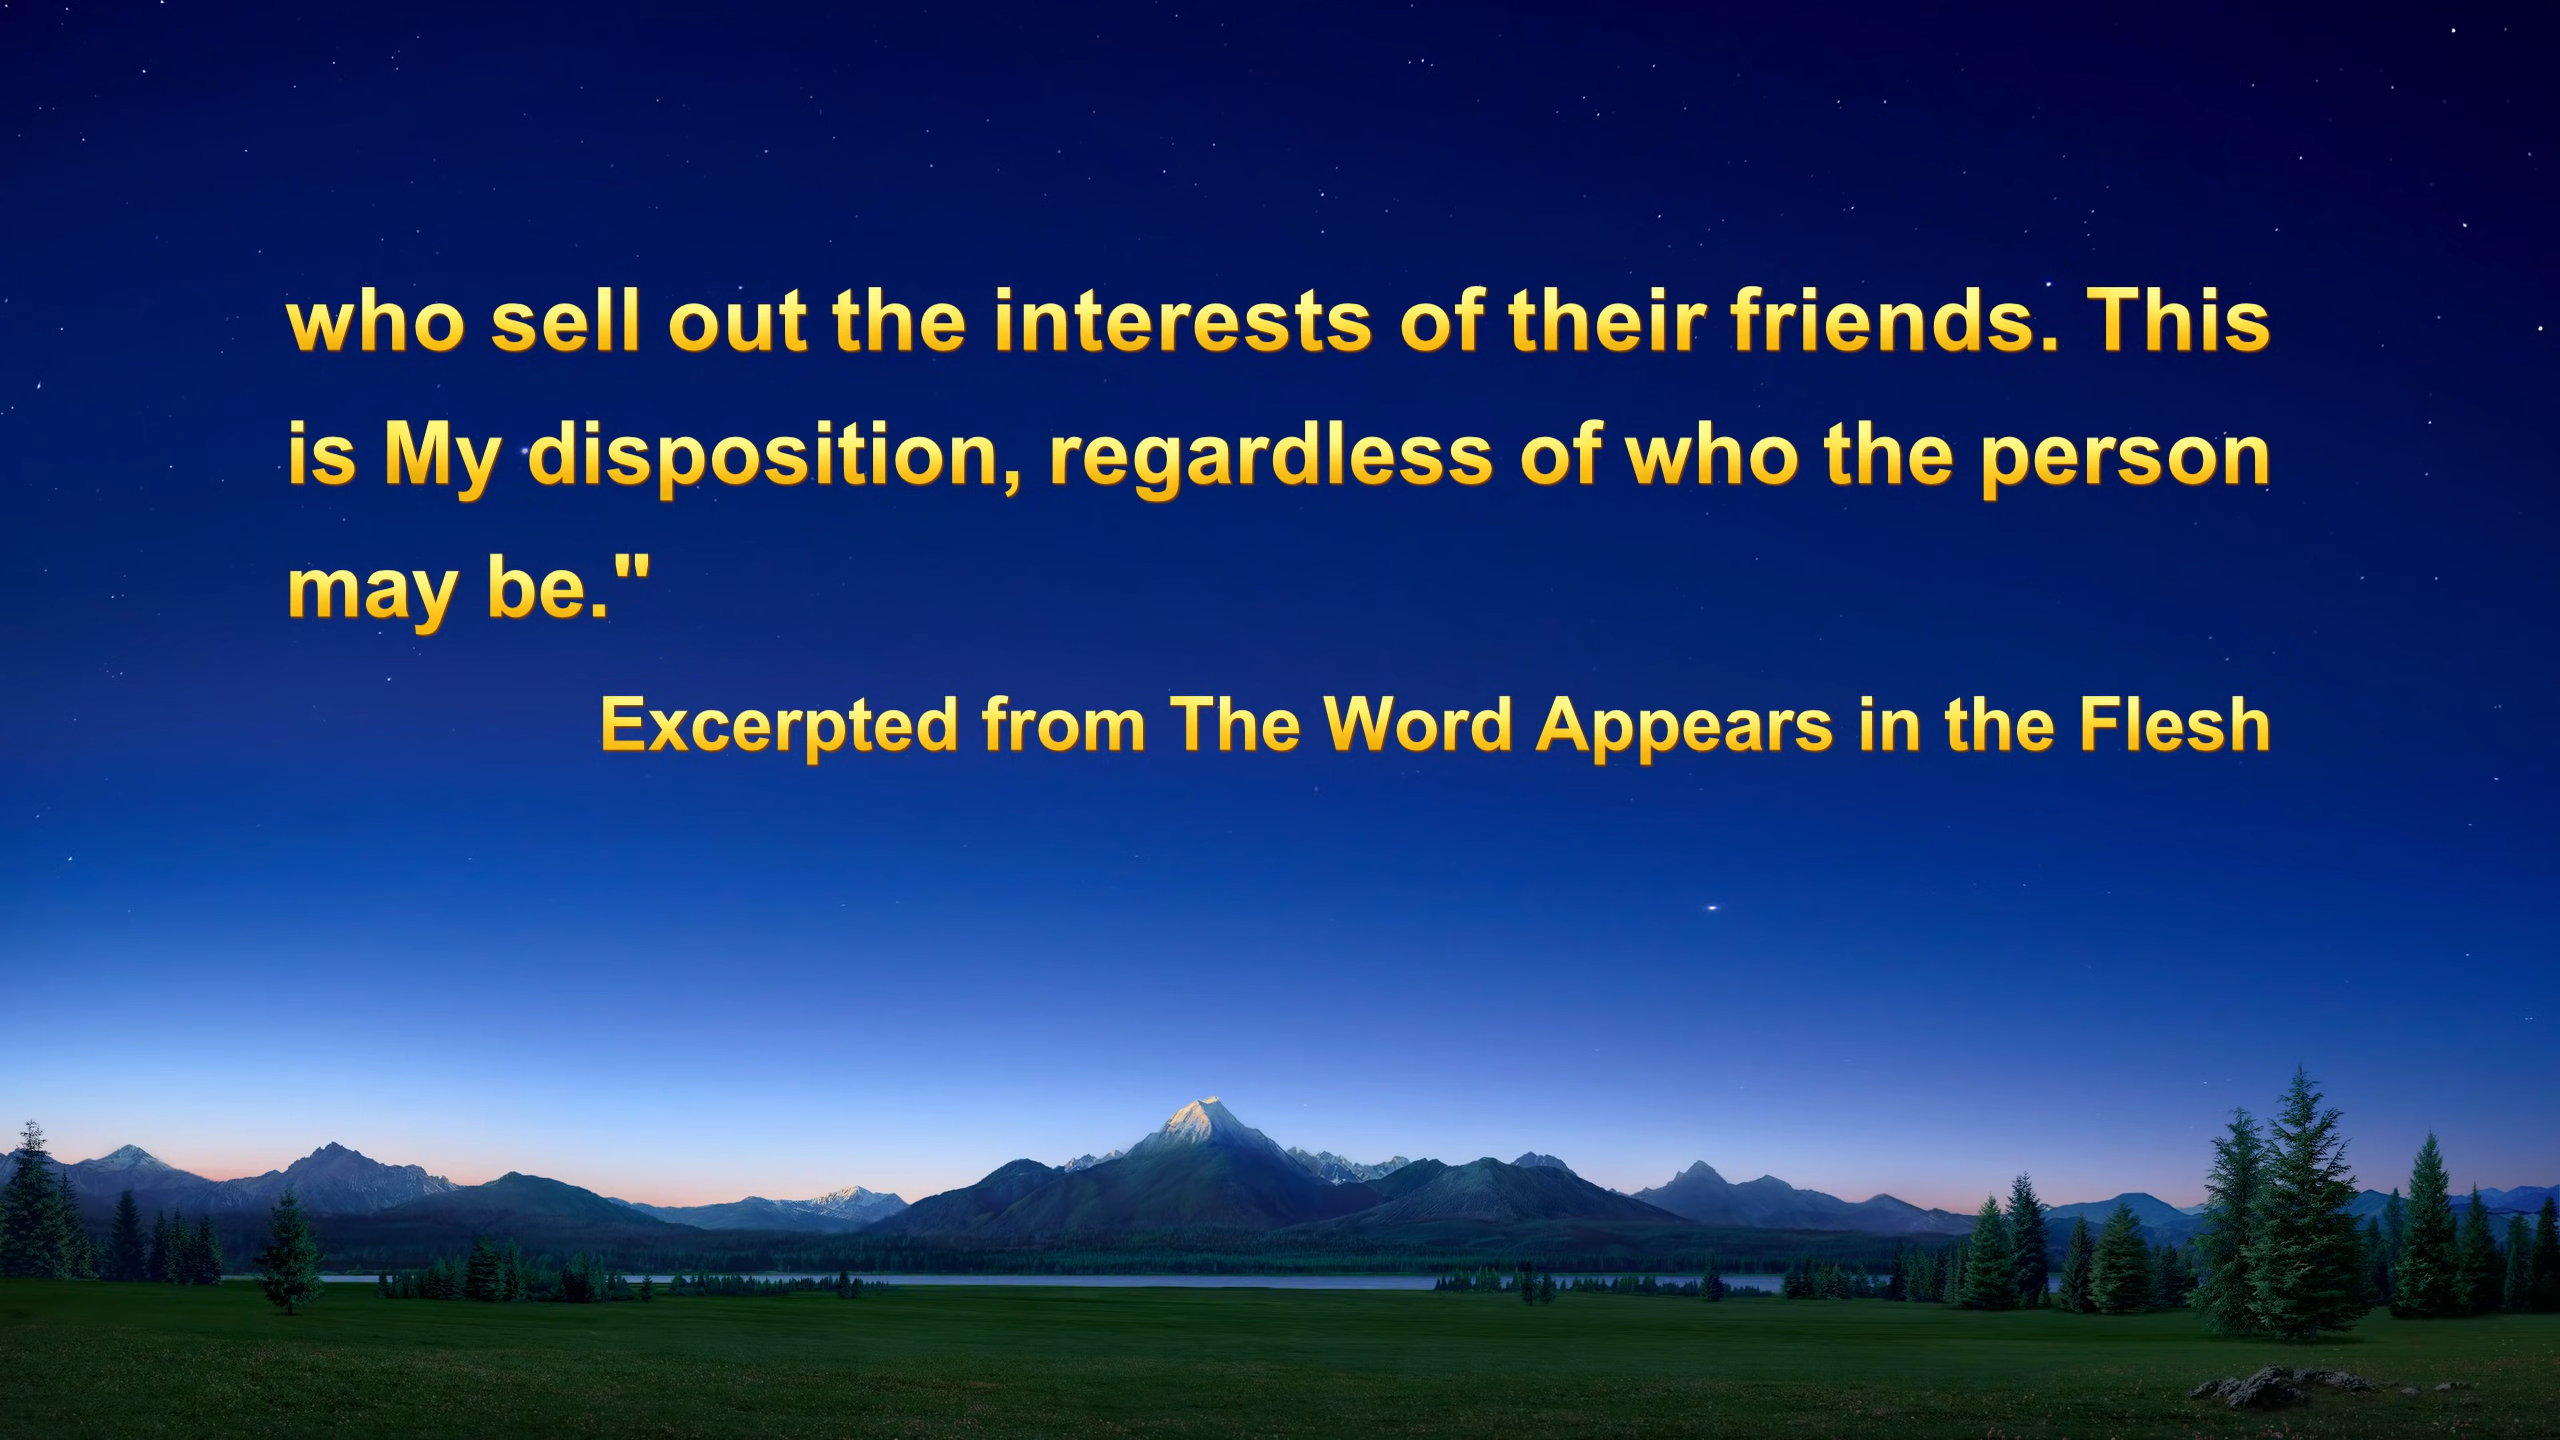 who sell out the interests of their friends. This
is My disposition, regardless of who the person
may be."
Excerpted from The Word Appears in the Flesh